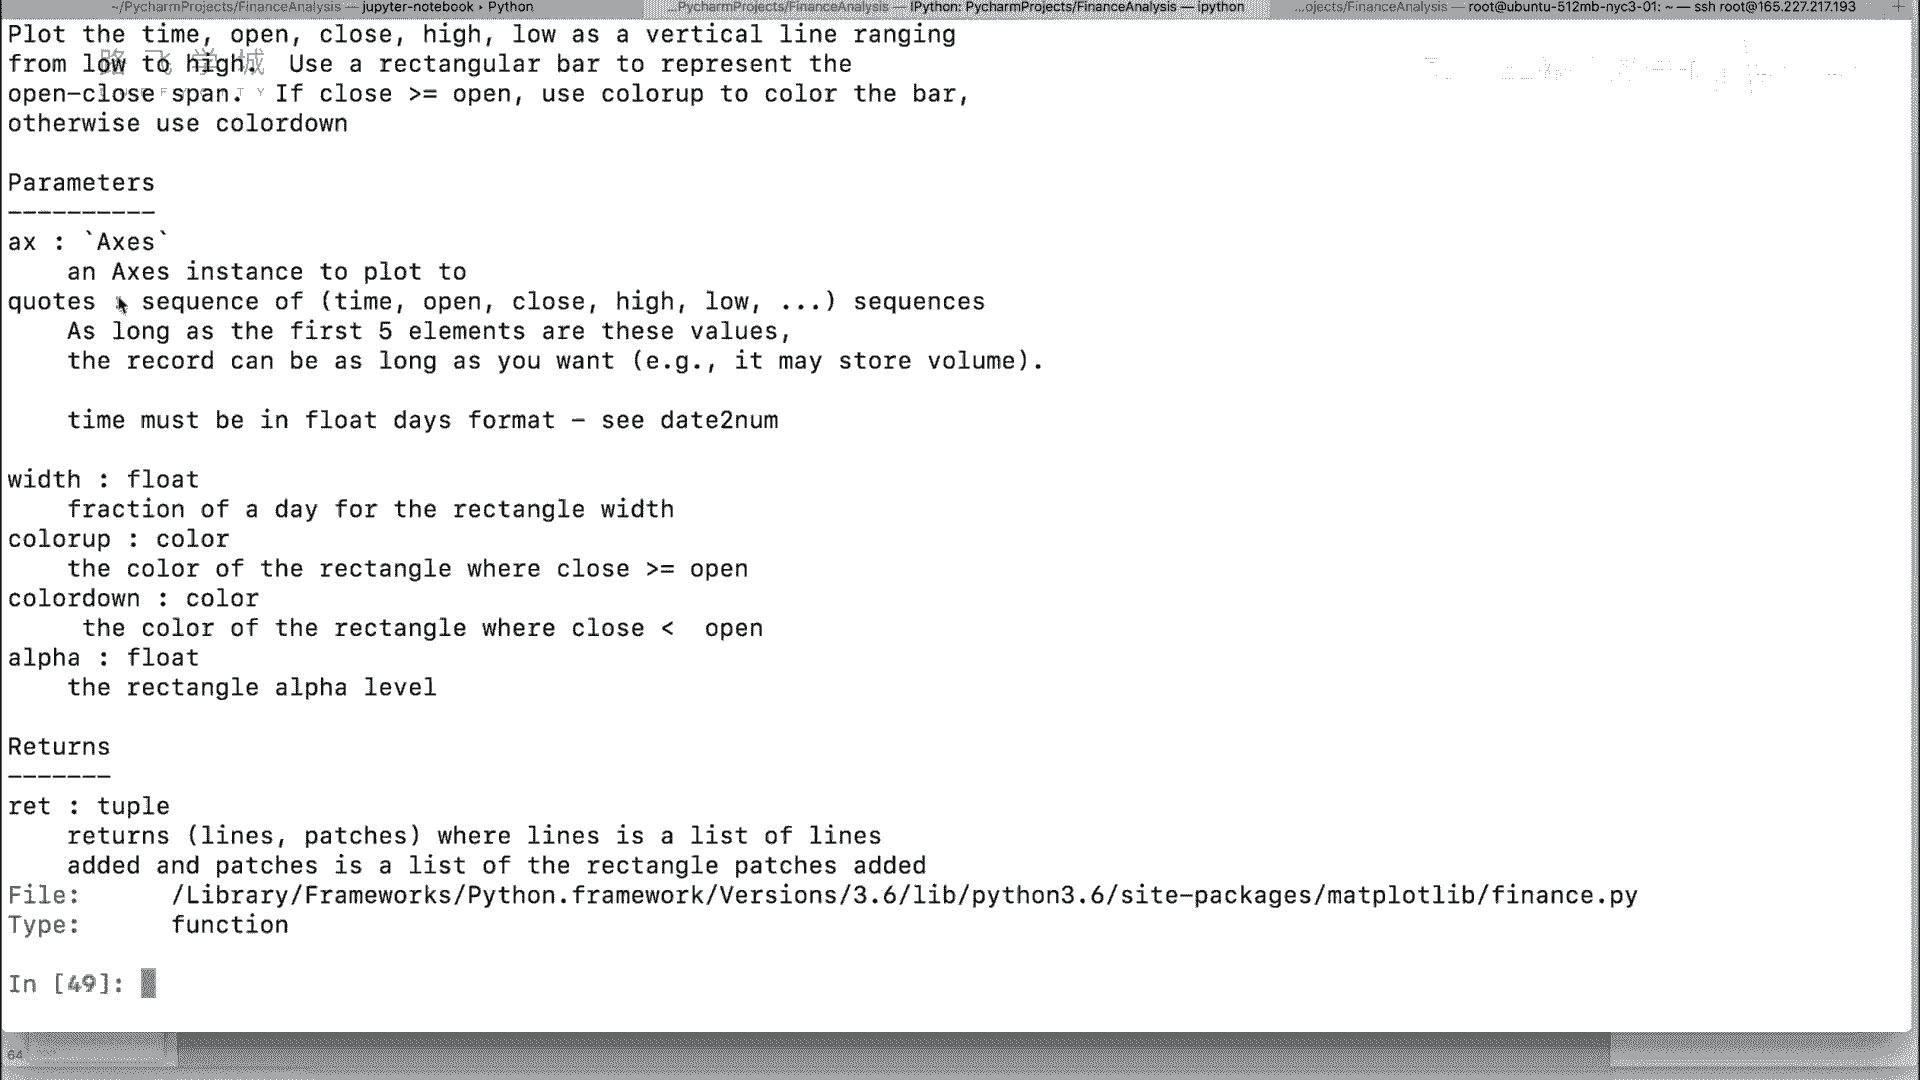 ~/PycharmProjects/FinanceAnalysis — jupyter-notebook ▸ Python
...PycharmProjects/FinanceAnalysis — IPython: PycharmProjects/FinanceAnalysis — ipython
...ojects/FinanceAnalysis — root@ubuntu-512mb-nyc3-01: ~ — ssh root@165.227.217.193
+
Plot the time, open, close, high, low as a vertical line ranging
路飞学城
from low to high.  Use a rectangular bar to represent the
open-close span.  If close >= open, use colorup to color the bar,
otherwise use colordown
Parameters
----------
ax : `Axes`
    an Axes instance to plot to
quotes : sequence of (time, open, close, high, low, ...) sequences
    As long as the first 5 elements are these values,
    the record can be as long as you want (e.g., it may store volume).
    time must be in float days format - see date2num
width : float
    fraction of a day for the rectangle width
colorup : color
    the color of the rectangle where close >= open
colordown : color
     the color of the rectangle where close <  open
alpha : float
    the rectangle alpha level
Returns
-------
ret : tuple
    returns (lines, patches) where lines is a list of lines
    added and patches is a list of the rectangle patches added
File:      /Library/Frameworks/Python.framework/Versions/3.6/lib/python3.6/site-packages/matplotlib/finance.py
Type:      function
In [49]:
64